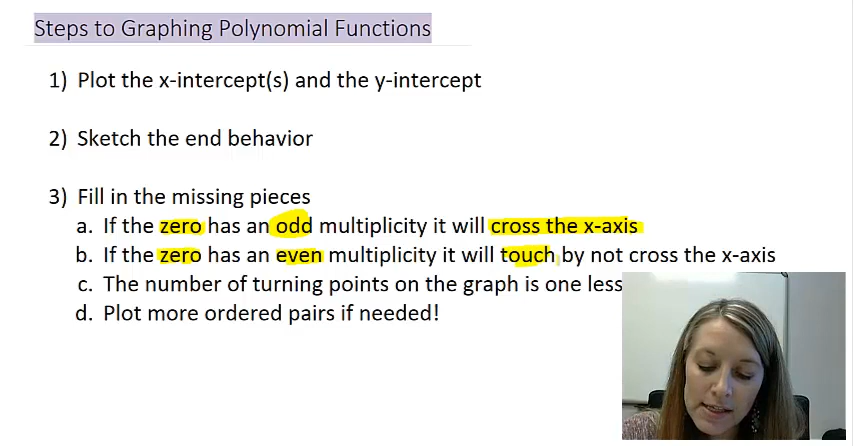 Steps to Graphing Polynomial Functions
1) Plot the x-intercept(s) and the y-intercept
2) Sketch the end behavior
3) Fill in the missing pieces
a. If the zero has an odd multiplicity it will cross the x-axis
b. If the zero has an even multiplicity it will touch by not cross the x-axis
c. The number of turning points on the graph is one less
d. Plot more ordered pairs if needed!